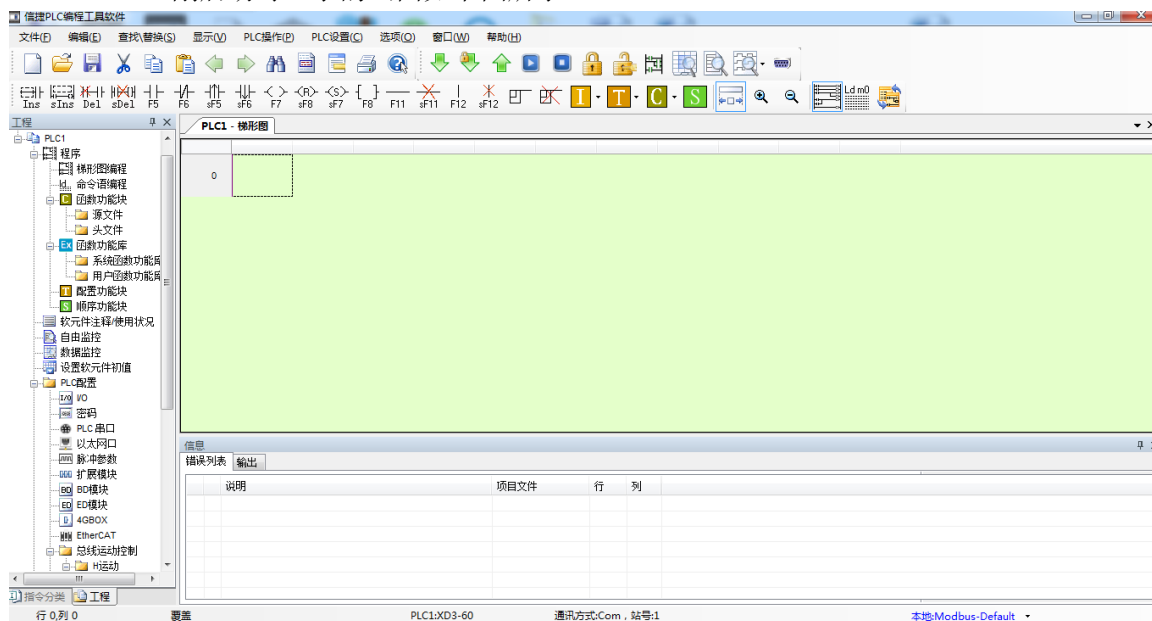 信捷PLC编程工具软件
文件(F) 编辑(E) 查找\替换(S) 显示(V) PLC操作(P) PLC设置(C) 选项(O) 窗口(W) 帮助(H)
Ins sIns Del sDel F5 F6 sF5 sF6 F7 sF8 sF7 F8 F11 sF11 F12 sF12 I T C S Ld m0
工程
PLC1 - 梯形图
PLC1
程序
梯形图编程
命令语编程
函数功能块
源文件
头文件
函数功能库
系统函数功能库
用户函数功能库
配置功能块
顺序功能块
软元件注释/使用状况
自由监控
数据监控
设置软元件初值
PLC配置
I/O
密码
PLC 串口
以太网口
脉冲参数
扩展模块
BD模块
ED模块
4GBOX
EtherCAT
总线运动控制
H运动
指令分类 工程
0
信息
错误列表 输出
说明 项目文件 行 列
行 0,列 0 覆盖 PLC1:XD3-60 通讯方式:Com , 站号:1 本地:Modbus-Default